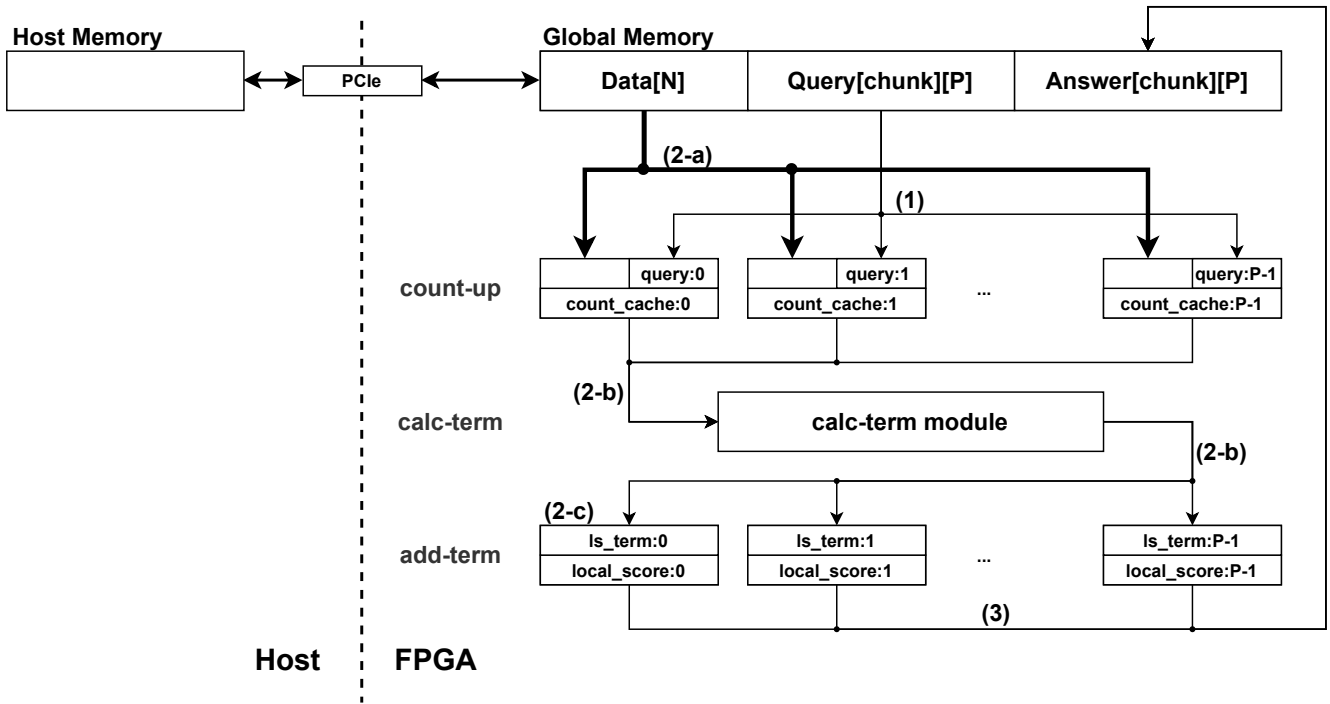 Host Memory
Global Memory
PCIe
Data[N]
Query[chunk][P]
Answer[chunk][P]
(2-a)
(1)
count-up
query:0
query:1
...
query:P-1
count_cache:0
count_cache:1
count_cache:P-1
(2-b)
calc-term
calc-term module
(2-b)
(2-c)
add-term
ls_term:0
ls_term:1
...
ls_term:P-1
local_score:0
local_score:1
local_score:P-1
(3)
Host
FPGA